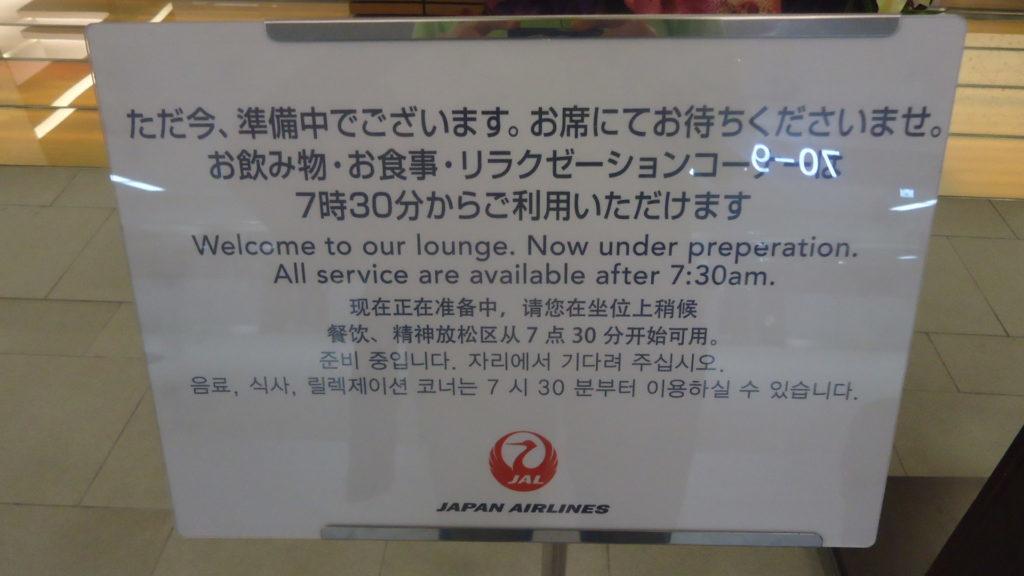 ただ今、準備中でございます。お席にてお待ちくださいませ。
お飲み物・お食事・リラクゼーションコーナーは
7時30分からご利用いただけます
Welcome to our lounge. Now under preperation.
All service are available after 7:30am.
现在正在准备中，请您在坐位上稍候
餐饮、精神放松区从 7 点 30 分开始可用。
준비 중입니다. 자리에서 기다려 주십시오.
음료, 식사, 릴렉제이션 코너는 7 시 30 분부터 이용하실 수 있습니다.
JAL
JAPAN AIRLINES